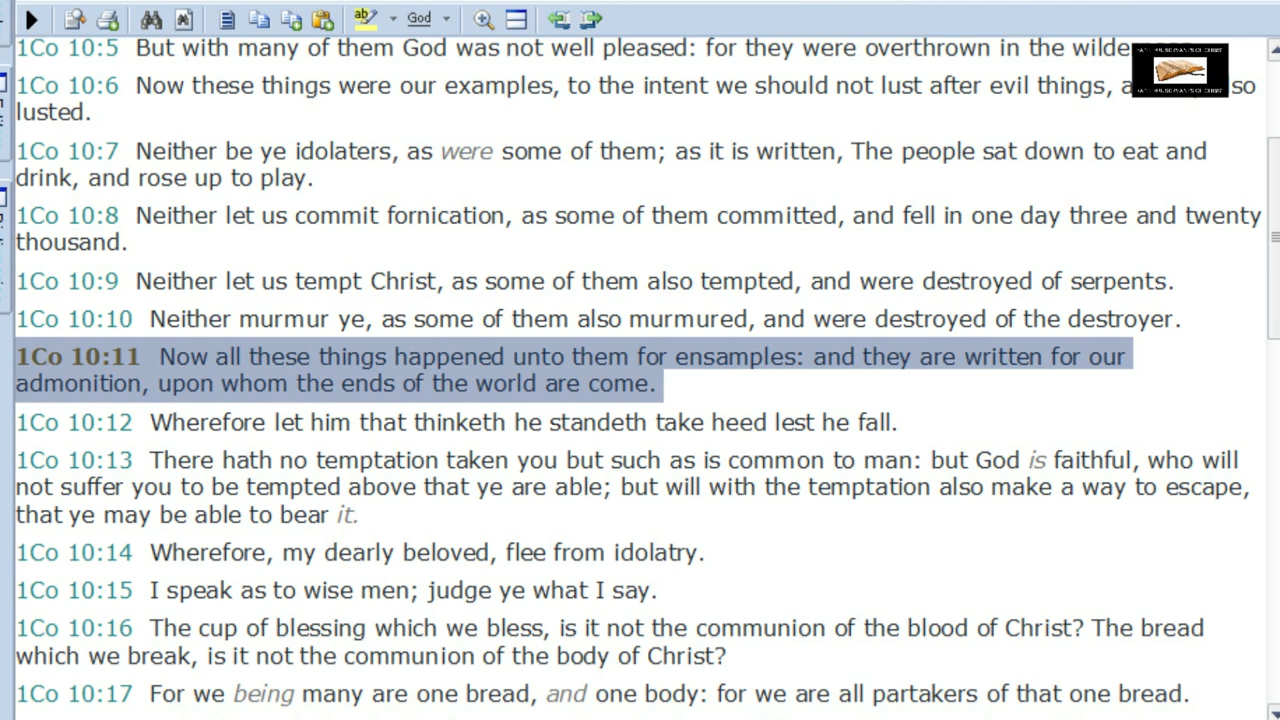 God
1Co 10:5 But with many of them God was not well pleased: for they were overthrown in the
1Co 10:6 Now these things were our examples, to the intent we should not lust after evil things, so
lusted.
1Co 10:7 Neither be ye idolaters, as were some of them; as it is written, The people sat down to eat and
drink, and rose up to play.
1Co 10:8 Neither let us commit fornication, as some of them committed, and fell in one day three and twenty
thousand.
1Co 10:9 Neither let us tempt Christ, as some of them also tempted, and were destroyed of serpents.
1Co 10:10 Neither murmur ye, as some of them also murmured, and were destroyed of the destroyer.
1Co 10:11 Now all these things happened unto them for ensamples: and they are written for our
admonition, upon whom the ends of the world are come.
1Co 10:12 Wherefore let him that thinketh he standeth take heed lest he fall.
1Co 10:13 There hath no temptation taken you but such as is common to man: but God is faithful, who will
not suffer you to be tempted above that ye are able; but will with the temptation also make a way to escape,
that ye may be able to bear it.
1Co 10:14 Wherefore, my dearly beloved, flee from idolatry.
1Co 10:15 I speak as to wise men; judge ye what I say.
1Co 10:16 The cup of blessing which we bless, is it not the communion of the blood of Christ? The bread
which we break, is it not the communion of the body of Christ?
1Co 10:17 For we being many are one bread, and one body: for we are all partakers of that one bread.